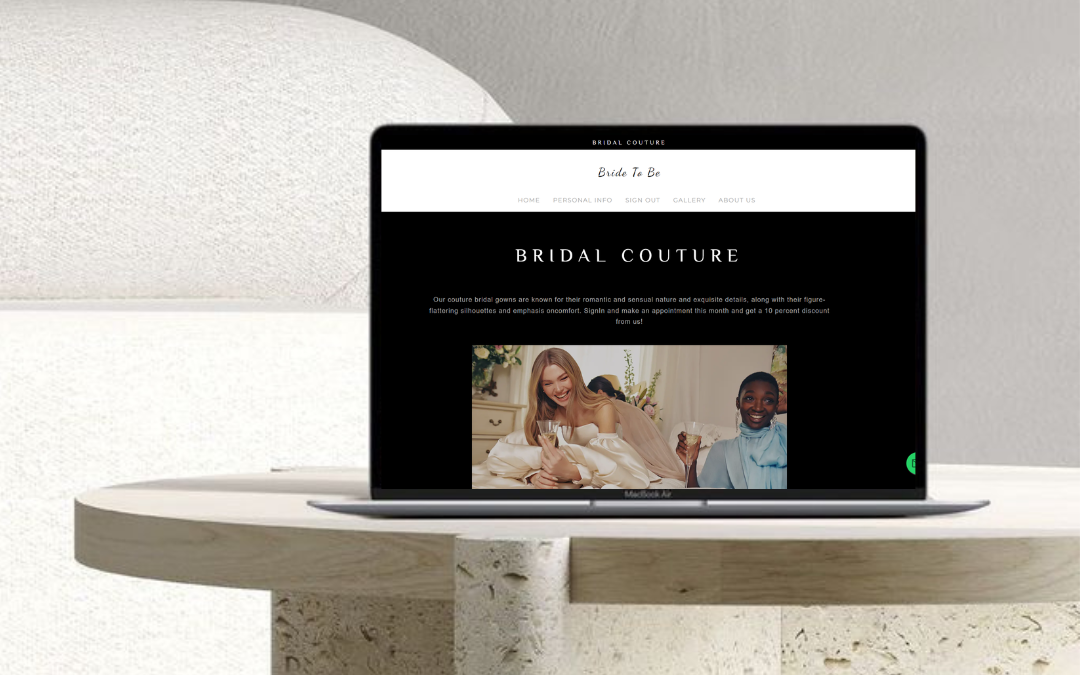 BRIDAL COUTURE
Bride To Be
HOME PERSONAL INFO SIGN OUT GALLERY ABOUT US
BRIDAL COUTURE
Our couture bridal gowns are known for their romantic and sensual nature and exquisite details, along with their figure-
flattering silhouettes and emphasis oncomfort. SignIn and make an appointment this month and get a 10 percent discount
from us!
MacBook Air